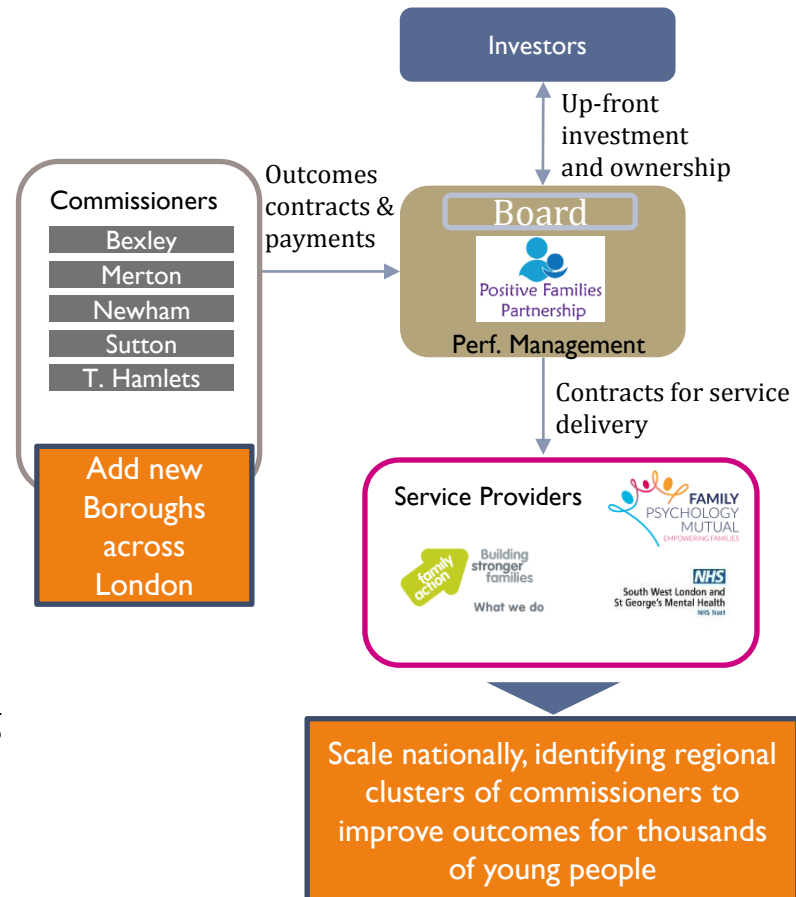 Investors
Up-front
investment
and ownership
Commissioners
Bexley
Merton
Newham
Sutton
T. Hamlets
Add new
Boroughs
across
London
Outcomes
contracts &
payments
Board
Positive Families
Partnership
Perf. Management
Contracts for service
delivery
Service Providers
FAMILY
PSYCHOLOGY
MUTUAL
EMPOWERING FAMILIES
family
action
Building
stronger
families
What we do
NHS
South West London and
St George's Mental Health
NHS Trust
Scale nationally, identifying regional
clusters of commissioners to
improve outcomes for thousands
of young people